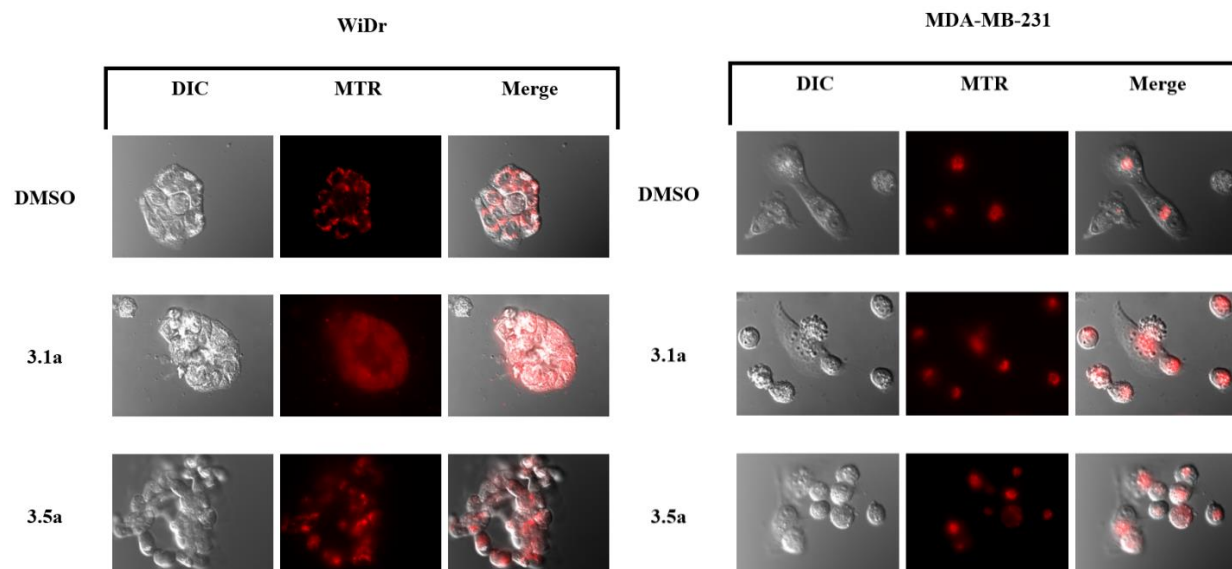 WiDr
DIC MTR Merge
DMSO
3.1a
3.5a
MDA-MB-231
DIC MTR Merge
DMSO
3.1a
3.5a